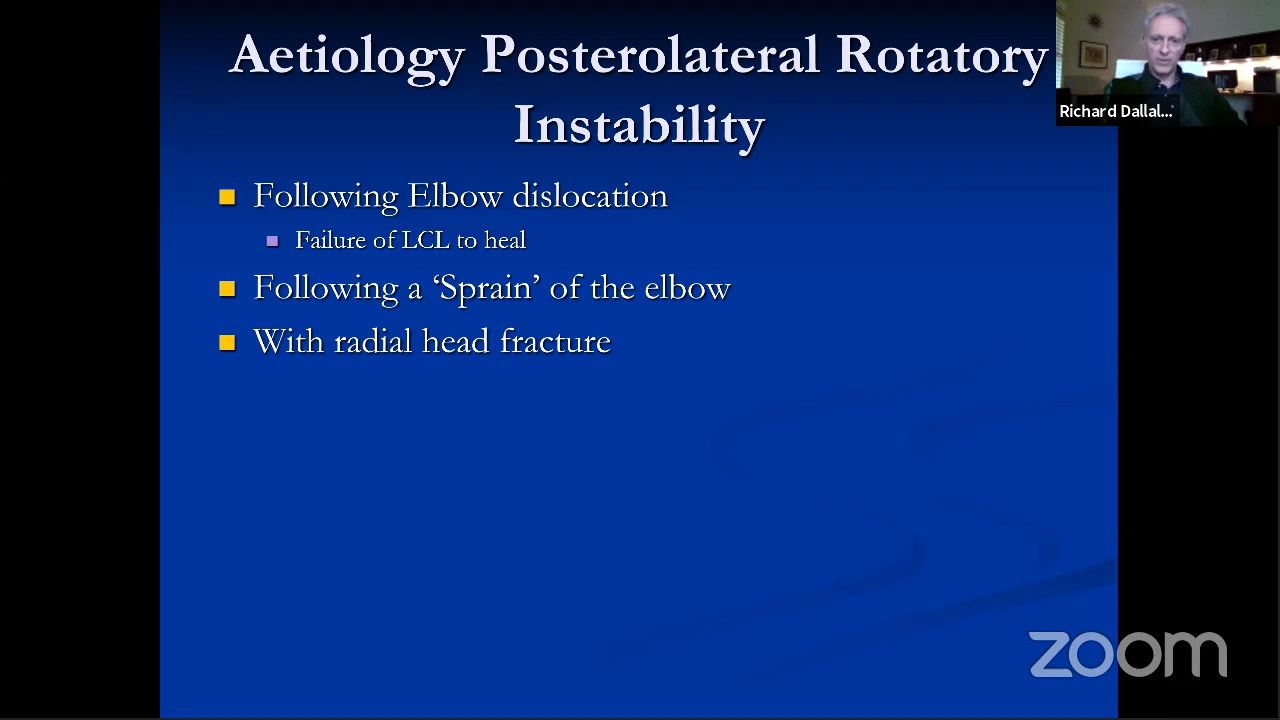 Aetiology Posterolateral Rotatory
Instability
Richard Dallal...
Following Elbow dislocation
Failure of LCL to heal
Following a ‘Sprain’ of the elbow
With radial head fracture
zoom